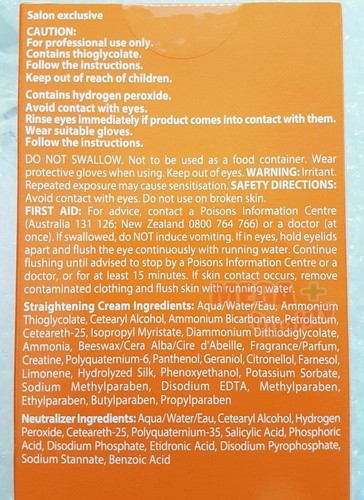 Salon exclusive
CAUTION:
For professional use only.
Contains thioglycolate.
Follow the instructions.
Keep out of reach of children.
Contains hydrogen peroxide.
Avoid contact with eyes.
Rinse eyes immediately if product comes into contact with them.
Wear suitable gloves.
Follow the instructions.
DO NOT SWALLOW. Not to be used as a food container. Wear
protective gloves when using. Keep out of eyes. WARNING: Irritant.
Repeated exposure may cause sensitisation. SAFETY DIRECTIONS:
Avoid contact with eyes. Do not use on broken skin.
FIRST AID: For advice, contact a Poisons Information Centre
(Australia 131 126; New Zealand 0800 764 766) or a doctor (at
once). If swallowed, do NOT induce vomiting. If in eyes, hold eyelids
apart and flush the eye continuously with running water. Continue
flushing until advised to stop by a Poisons Information Centre or a
doctor, or for at least 15 minutes. If skin contact occurs, remove
contaminated clothing and flush skin with running water.
Straightening Cream Ingredients: Aqua/Water/Eau, Ammonium
Thioglycolate, Cetearyl Alcohol, Ammonium Bicarbonate, Petrolatum,
Ceteareth-25, Isopropyl Myristate, Diammonium Dithiodiglycolate,
Ammonia, Beeswax/Cera Alba/Cire d'Abeille, Fragrance/Parfum,
Creatine, Polyquaternium-6, Panthenol, Geraniol, Citronellol, Farnesol,
Limonene, Hydrolyzed Silk, Phenoxyethanol, Potassium Sorbate,
Sodium Methylparaben, Disodium EDTA, Methylparaben,
Ethylparaben, Butylparaben, Propylparaben
Neutralizer Ingredients: Aqua/Water/Eau, Cetearyl Alcohol, Hydrogen
Peroxide, Ceteareth-25, Polyquaternium-35, Salicylic Acid, Phosphoric
Acid, Disodium Phosphate, Etidronic Acid, Disodium Pyrophosphate,
Sodium Stannate, Benzoic Acid